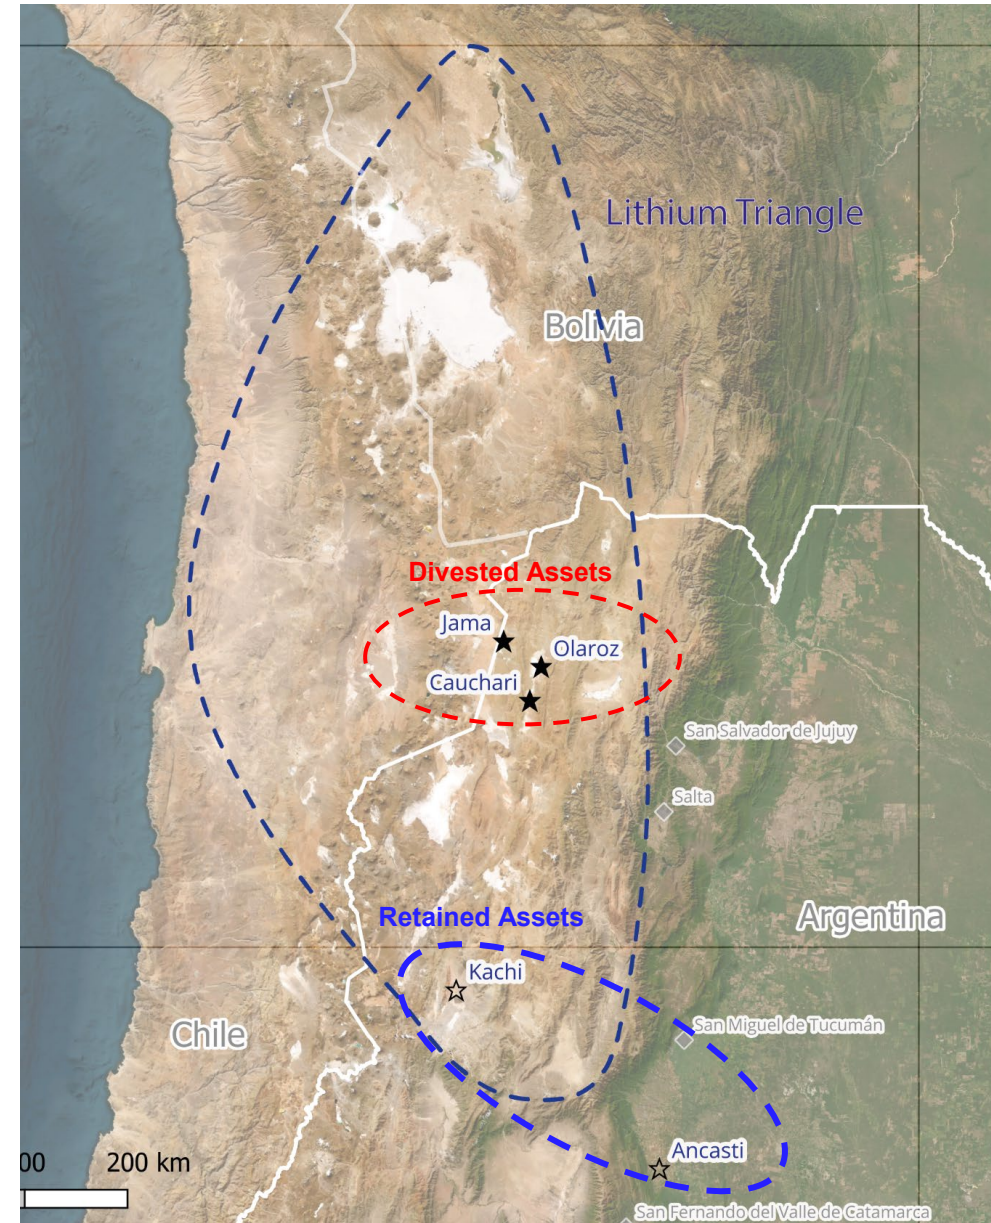 Lithium Triangle
Bolivia
Divested Assets
Jama
Olaroz
Cauchari
San Salvador de Jujuy
Salta
Retained Assets
Argentina
Kachi
Chile
San Miguel de Tucumán
Ancasti
00 200 km
San Fernando del Valle de Catamarca